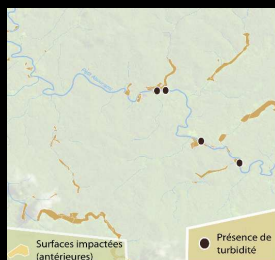 Surfaces impactées
(antérieures)
Présence de
turbidité